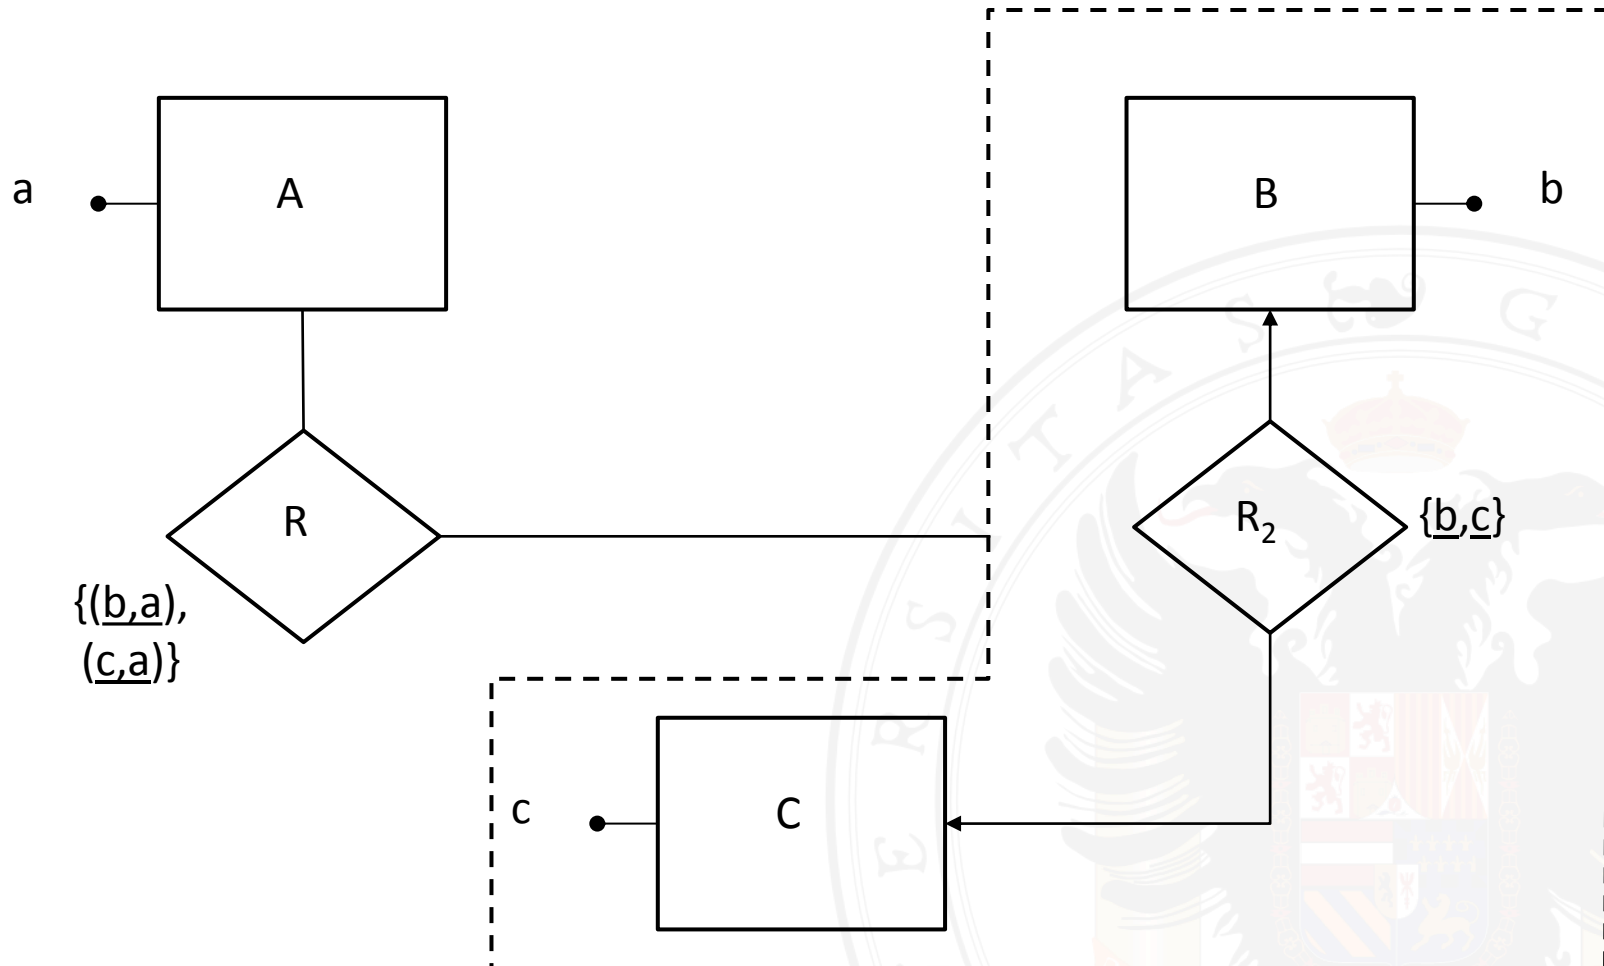 a
A
B
b
R
R₂
{b,c}
{(b,a),
(c,a)}
c
C
E R S I T A S G